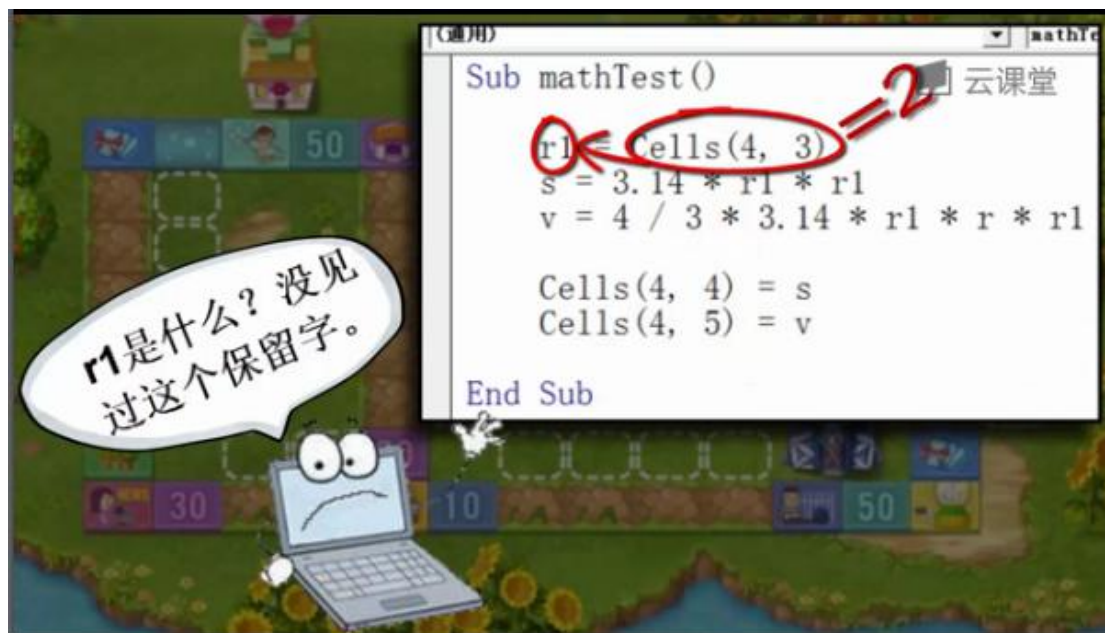 (通用)
mathTe
Sub mathTest()
=2
云课堂
r1 = Cells(4, 3)
s = 3.14 * r1 * r1
v = 4 / 3 * 3.14 * r1 * r * r1
Cells(4, 4) = s
Cells(4, 5) = v
End Sub
50
r1是什么？没见
过这个保留字。
30
10
50